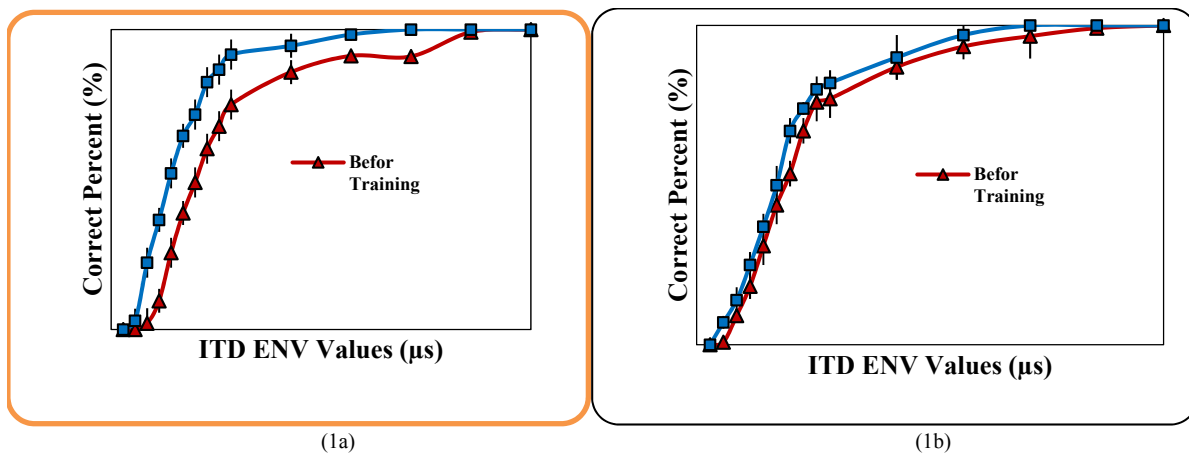 Correct Percent (%)
Befor
Training
ITD ENV Values (µs)
(1a)
Correct Percent (%)
Befor
Training
ITD ENV Values (µs)
(1b)